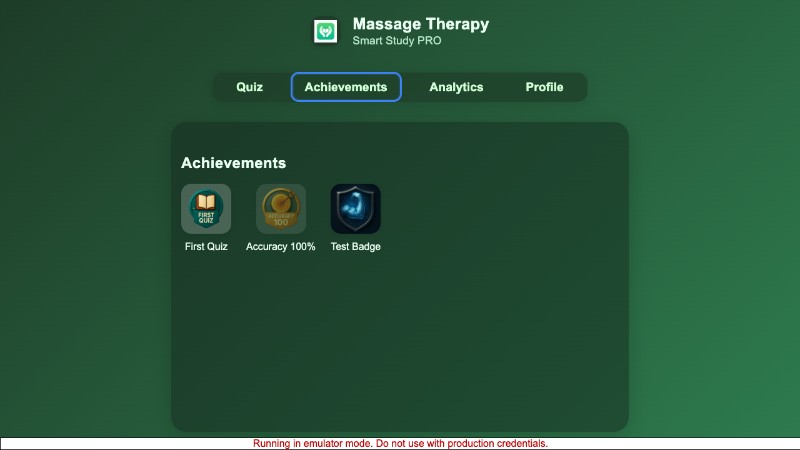 Massage Therapy
Smart Study PRO
Quiz
Achievements
Analytics
Profile
Achievements
FIRST
QUIZ
ACCURACY
100
First Quiz
Accuracy 100%
Test Badge
Running in emulator mode. Do not use with production credentials.